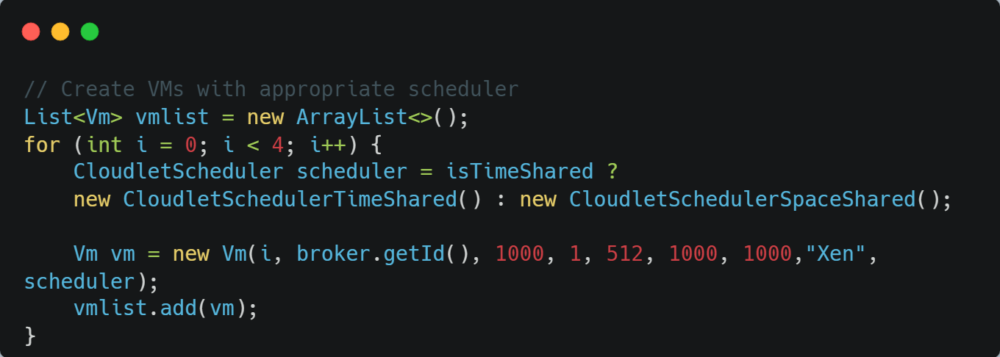 // Create VMs with appropriate scheduler
List<Vm> vmlist = new ArrayList<>();
for (int i = 0; i < 4; i++) {
    CloudletScheduler scheduler = isTimeShared ?
    new CloudletSchedulerTimeShared() : new CloudletSchedulerSpaceShared();

    Vm vm = new Vm(i, broker.getId(), 1000, 1, 512, 1000, 1000,"Xen",
scheduler);
    vmlist.add(vm);
}